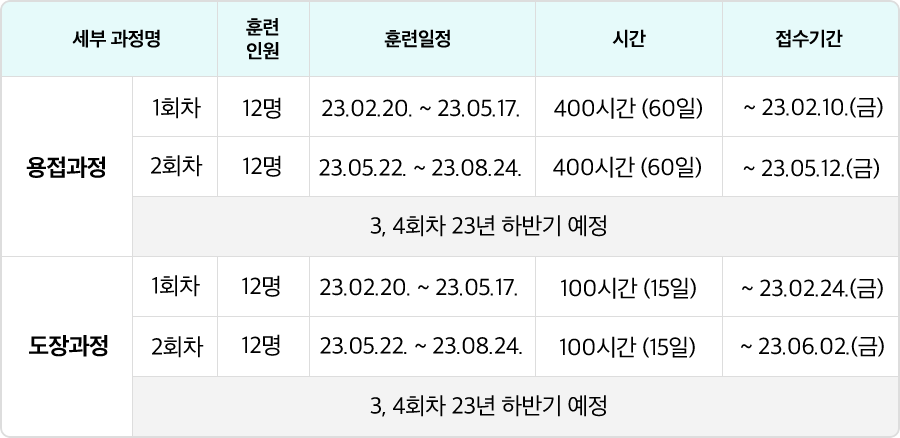 세부 과정명 훈련 인원 훈련일정 시간 접수기간
용접과정 1회차 12명 23.02.20. ~ 23.05.17. 400시간 (60일) ~ 23.02.10.(금)
2회차 12명 23.05.22. ~ 23.08.24. 400시간 (60일) ~ 23.05.12.(금)
3, 4회차 23년 하반기 예정
도장과정 1회차 12명 23.02.20. ~ 23.05.17. 100시간 (15일) ~ 23.02.24.(금)
2회차 12명 23.05.22. ~ 23.08.24. 100시간 (15일) ~ 23.06.02.(금)
3, 4회차 23년 하반기 예정